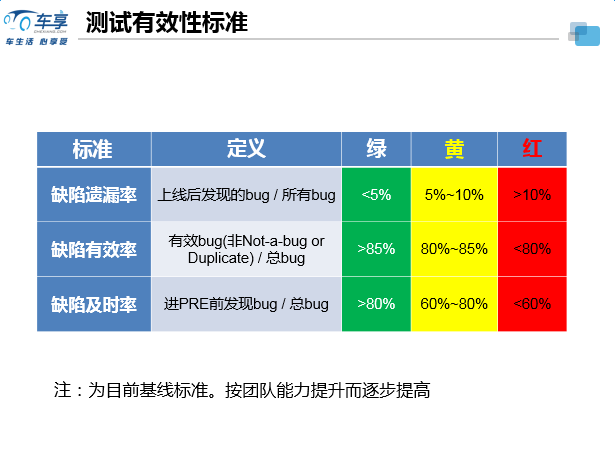 车享
CHEXIANG.COM
车生活 心享受
测试有效性标准
标准 定义 绿 黄 红
缺陷遗漏率 上线后发现的bug / 所有bug <5% 5%~10% >10%
缺陷有效率 有效bug(非Not-a-bug or
Duplicate) / 总bug >85% 80%~85% <80%
缺陷及时率 进PRE前发现bug / 总bug >80% 60%~80% <60%
注：为目前基线标准。按团队能力提升而逐步提高